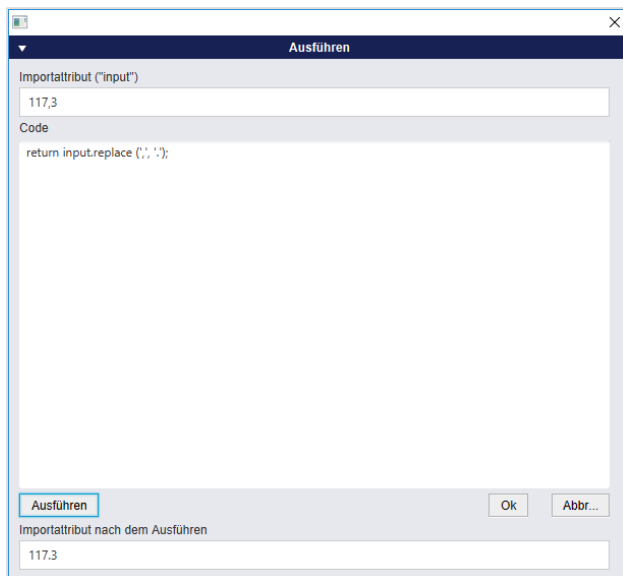 Ausführen
Importattribut ("input")
117,3
Code
return input.replace (',', '.');
Ausführen
Ok
Abbr...
Importattribut nach dem Ausführen
117.3